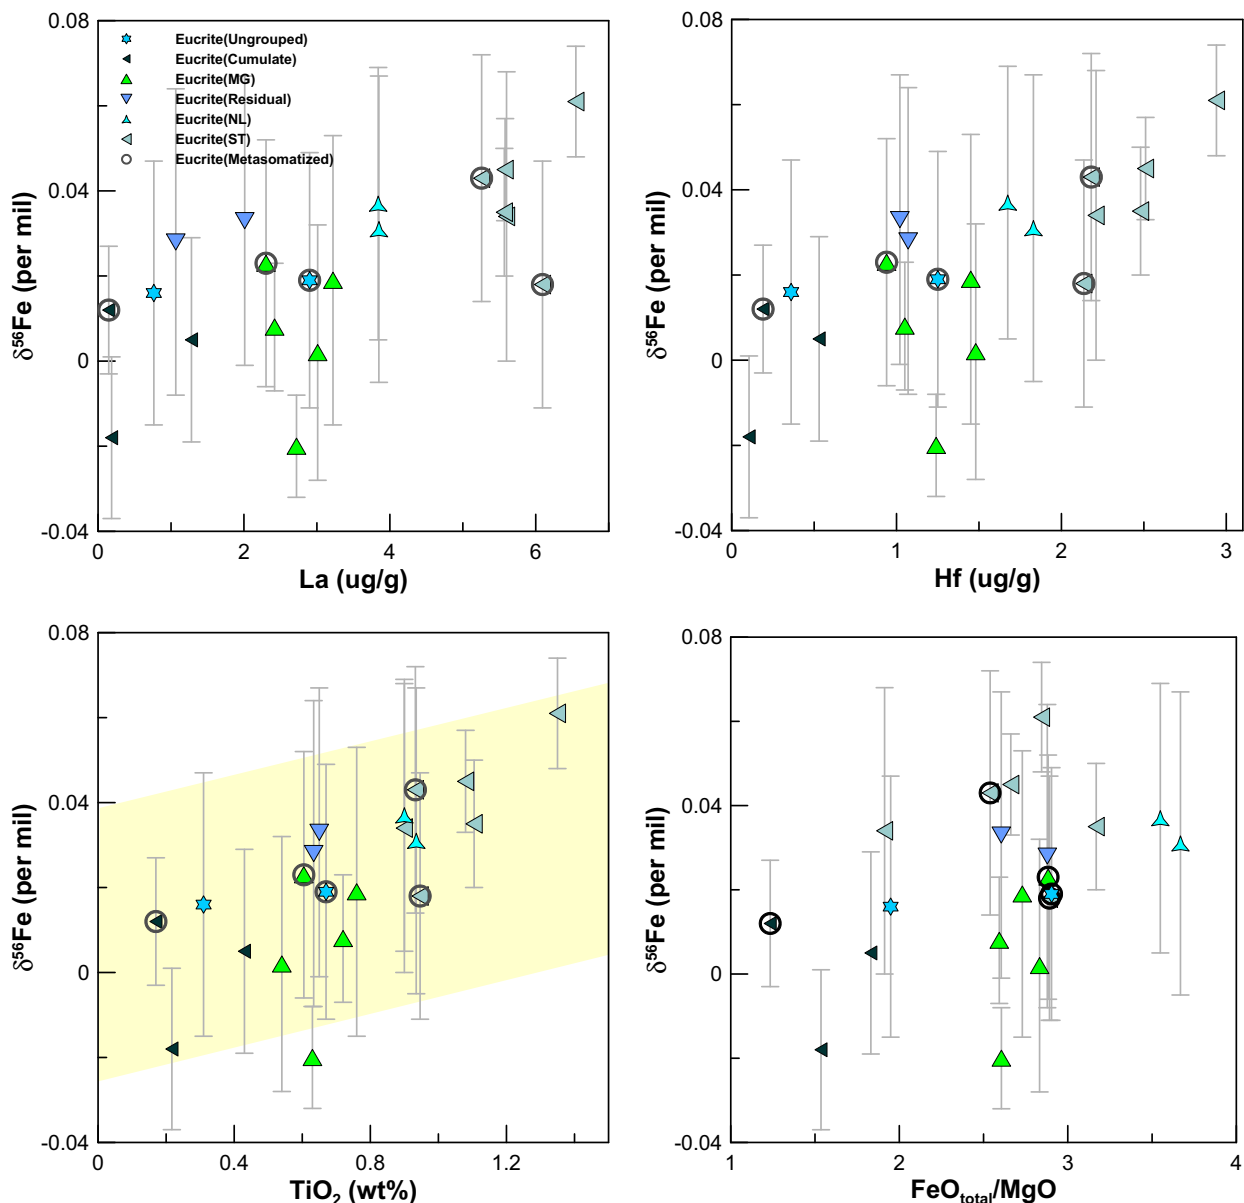 0.08
0.04
0
-0.04
δ⁵⁶Fe (per mil)
Eucrite(Ungrouped)
Eucrite(Cumulate)
Eucrite(MG)
Eucrite(Residual)
Eucrite(NL)
Eucrite(ST)
Eucrite(Metasomatized)
0 2 4 6
La (ug/g)
0.08
0.04
0
-0.04
δ⁵⁶Fe (per mil)
0 1 2 3
Hf (ug/g)
0.08
0.04
0
-0.04
δ⁵⁶Fe (per mil)
0 0.4 0.8 1.2
TiO₂ (wt%)
0.08
0.04
0
-0.04
δ⁵⁶Fe (per mil)
1 2 3 4
FeO_total/MgO